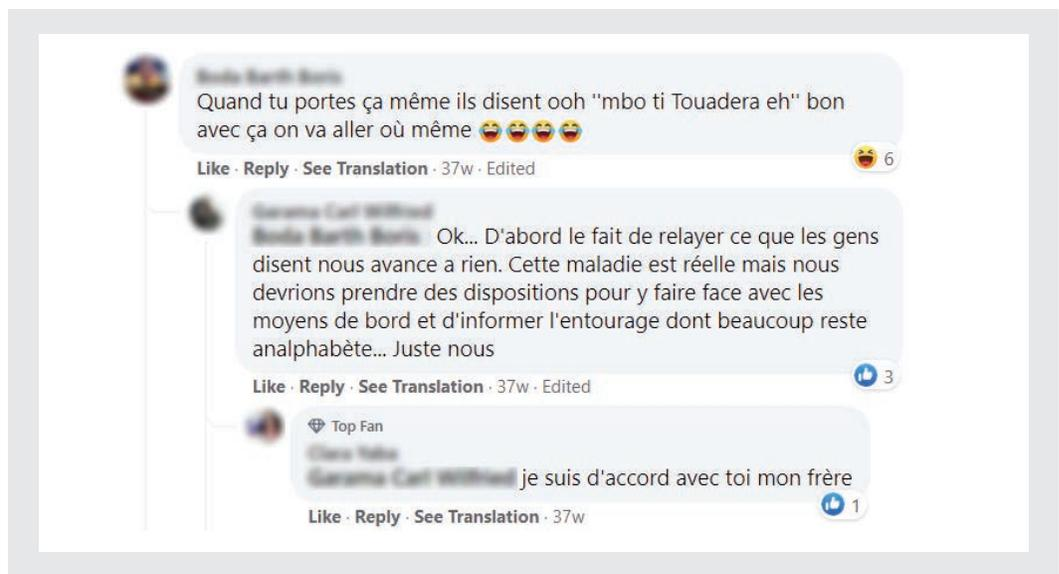 Quand tu portes ça même ils disent ooh "mbo ti Touadera eh" bon
avec ça on va aller où même 😂😂😂😂
6
Like · Reply · See Translation · 37w · Edited
Ok... D'abord le fait de relayer ce que les gens
disent nous avance a rien. Cette maladie est réelle mais nous
devrions prendre des dispositions pour y faire face avec les
moyens de bord et d'informer l'entourage dont beaucoup reste
analphabète... Juste nous
3
Like · Reply · See Translation · 37w · Edited
Top Fan
je suis d'accord avec toi mon frère
1
Like · Reply · See Translation · 37w